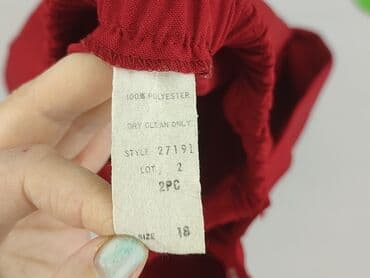 100% POLYESTER
DRY CLEAN ONLY
STYLE 27191
LOT 2
2PC
SIZE 18